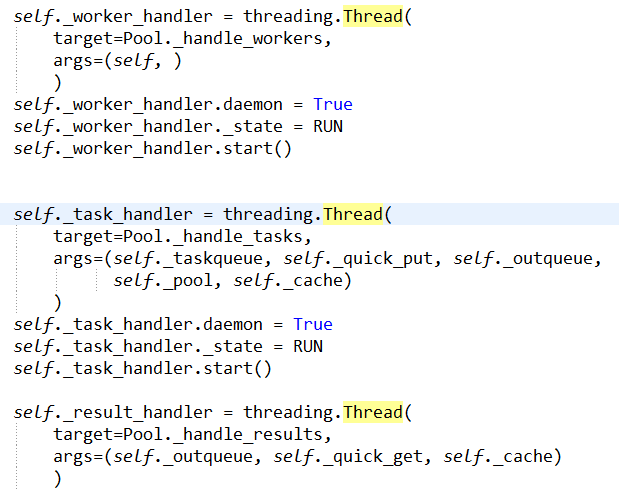 self._worker_handler = threading.Thread(
    target=Pool._handle_workers,
    args=(self, )
    )
self._worker_handler.daemon = True
self._worker_handler._state = RUN
self._worker_handler.start()
self._task_handler = threading.Thread(
    target=Pool._handle_tasks,
    args=(self._taskqueue, self._quick_put, self._outqueue,
          self._pool, self._cache)
    )
self._task_handler.daemon = True
self._task_handler._state = RUN
self._task_handler.start()
self._result_handler = threading.Thread(
    target=Pool._handle_results,
    args=(self._outqueue, self._quick_get, self._cache)
    )